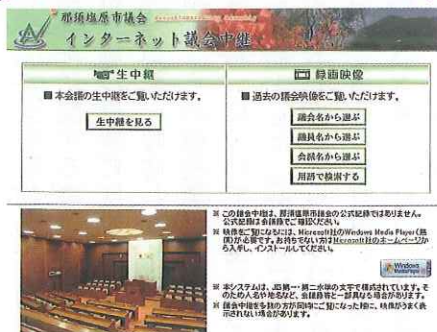 那須塩原市議会
インターネット議会中継
生中継
■ 本会議の生中継をご覧いただけます。
生中継を見る
録画映像
■ 過去の議会映像をご覧いただけます。
議会名から選ぶ
議員名から選ぶ
会派名から選ぶ
用語で検索する
※ この議会中継は、那須塩原市議会の公式記録ではありません。
公式記録は会議録でご確認ください。
※ 映像をご覧になるには、Microsoft社のWindows Media Player(無
償)が必要です。お持ちでない方はMicrosoft社のホームページか
ら入手し、インストールしてください。
Windows
Media Player
※ 本システムは、JIS第一・第二水準の文字で構成されています。そ
のため人名や地名など、会議録等と一部異なる場合があります。
※ 議会中継を多数の方が同時にご覧になった際に、映像がうまく表
示されない場合があります。